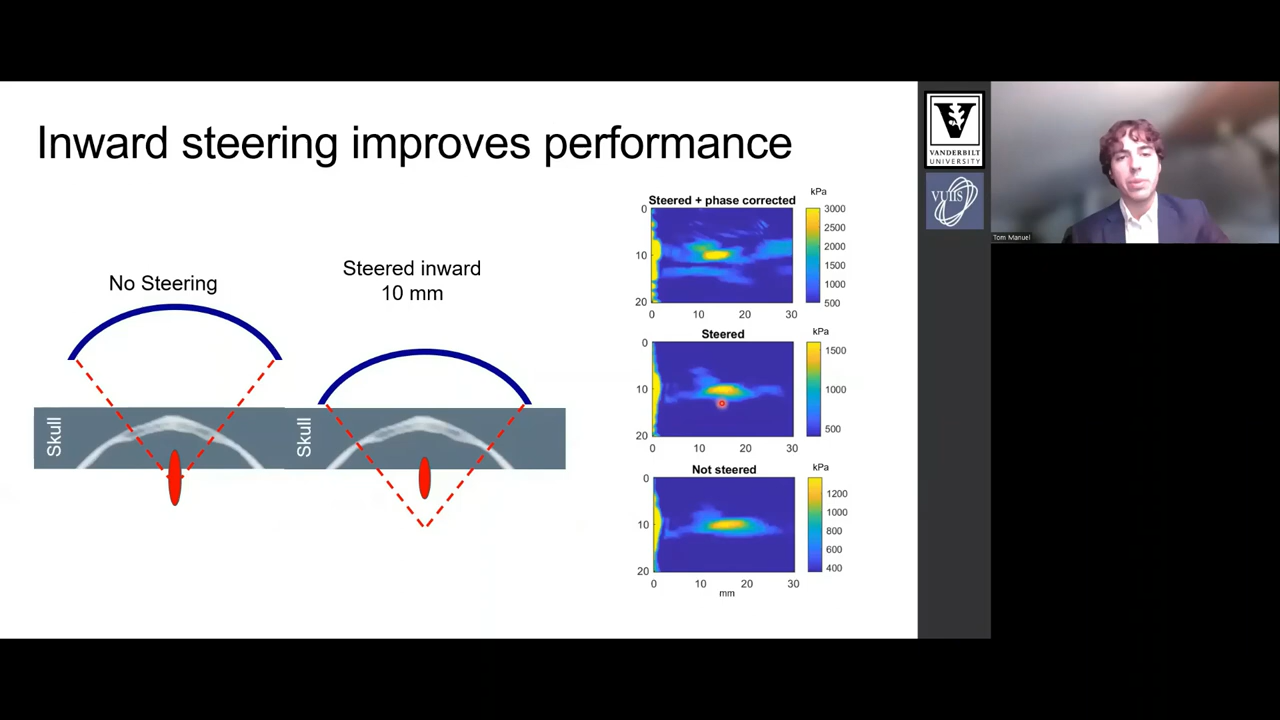 Inward steering improves performance
No Steering
Steered inward
10 mm
Skull
Skull
Steered + phase corrected
kPa
0
10
20
0
10
20
30
3000
2500
2000
1500
1000
500
Steered
kPa
0
10
20
0
10
20
30
1500
1000
500
Not steered
kPa
0
10
20
0
10
20
30
mm
1200
1000
800
600
400
V
VANDERBILT
UNIVERSITY
VUIIS
Tom Manuel